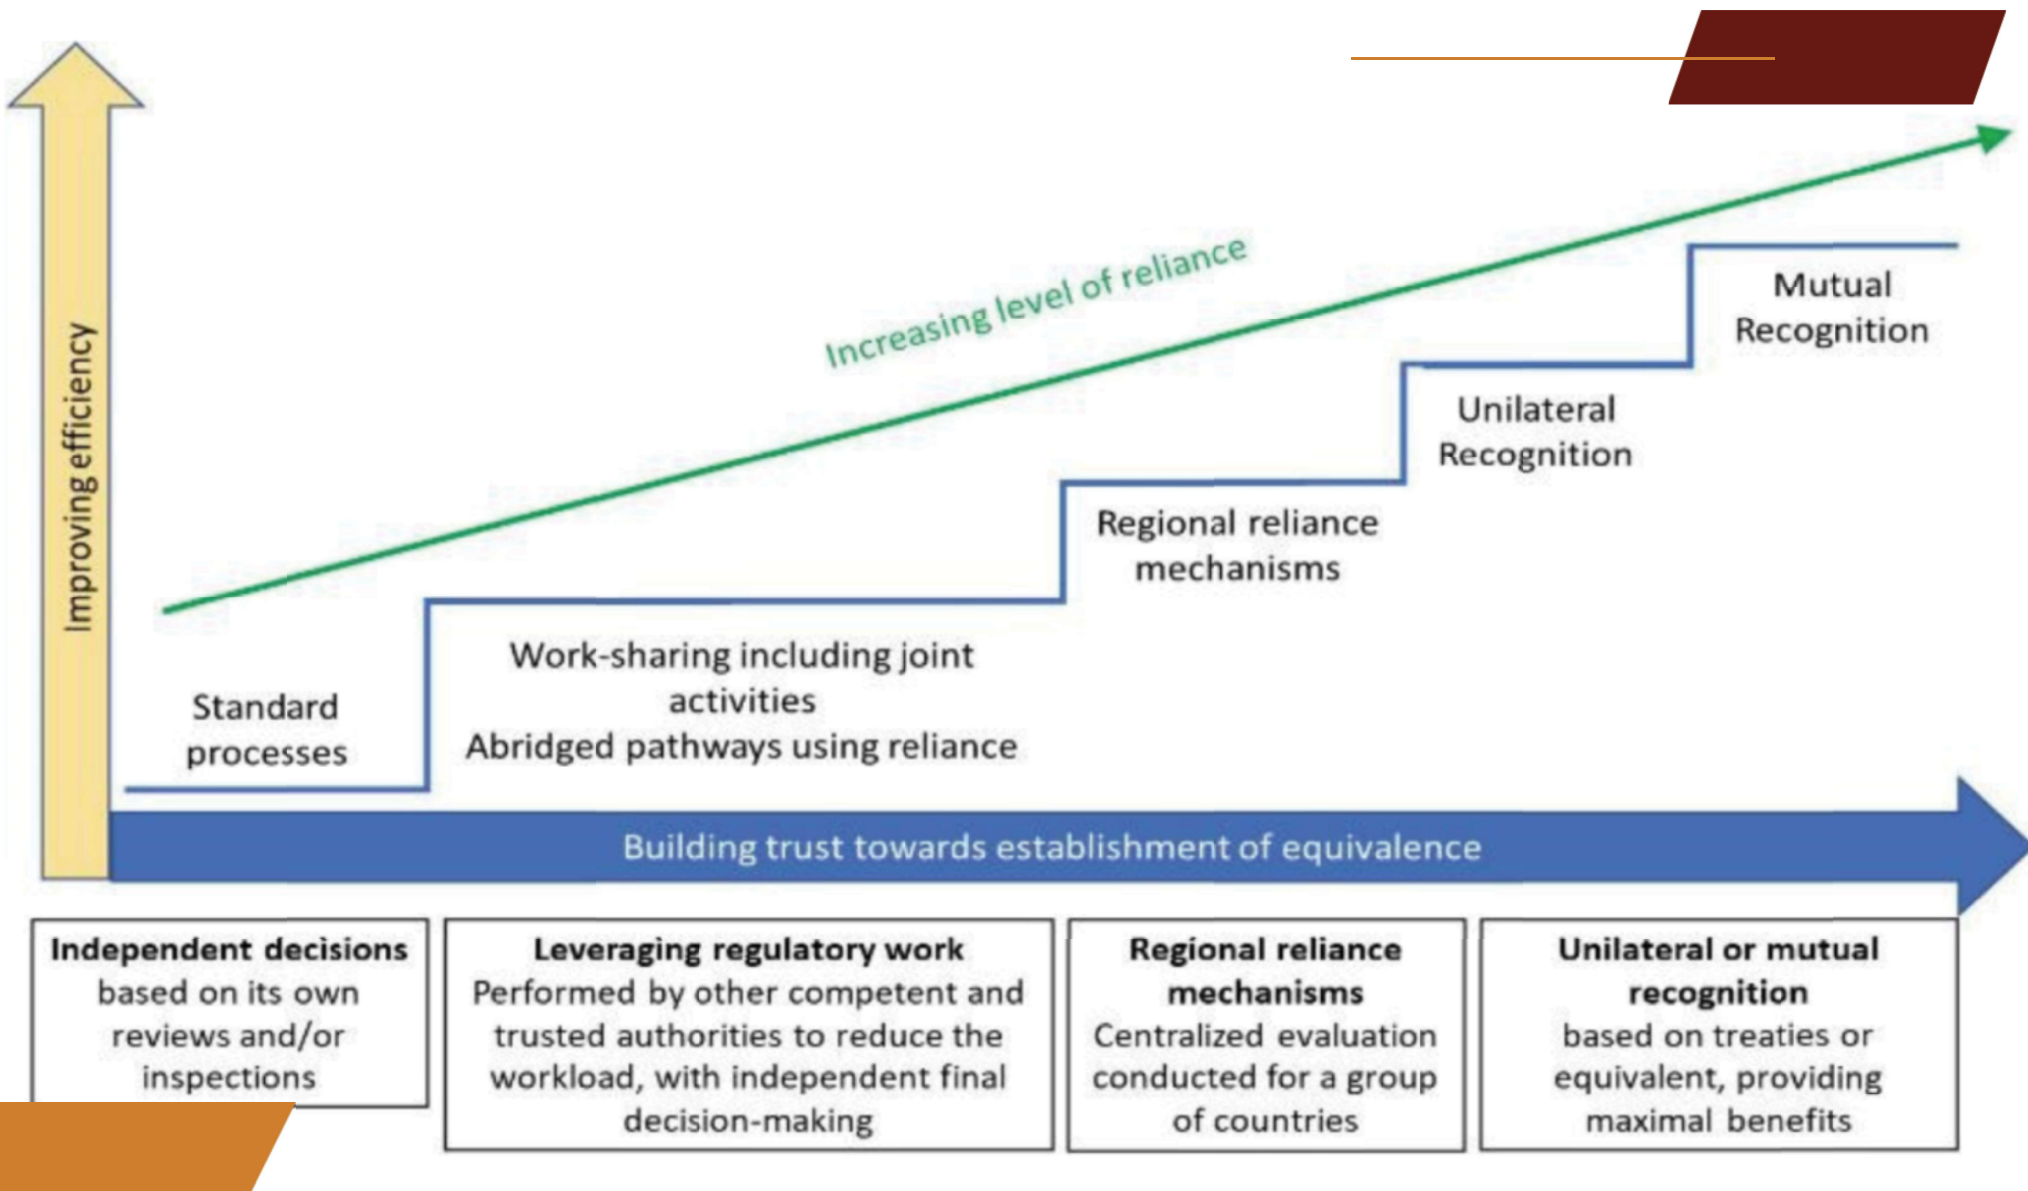 Improving efficiency
Increasing level of reliance
Mutual
Recognition
Unilateral
Recognition
Regional reliance
mechanisms
Work-sharing including joint
activities
Abridged pathways using reliance
Standard
processes
Building trust towards establishment of equivalence
Independent decisions
based on its own
reviews and/or
inspections
Leveraging regulatory work
Performed by other competent and
trusted authorities to reduce the
workload, with independent final
decision-making
Regional reliance
mechanisms
Centralized evaluation
conducted for a group
of countries
Unilateral or mutual
recognition
based on treaties or
equivalent, providing
maximal benefits